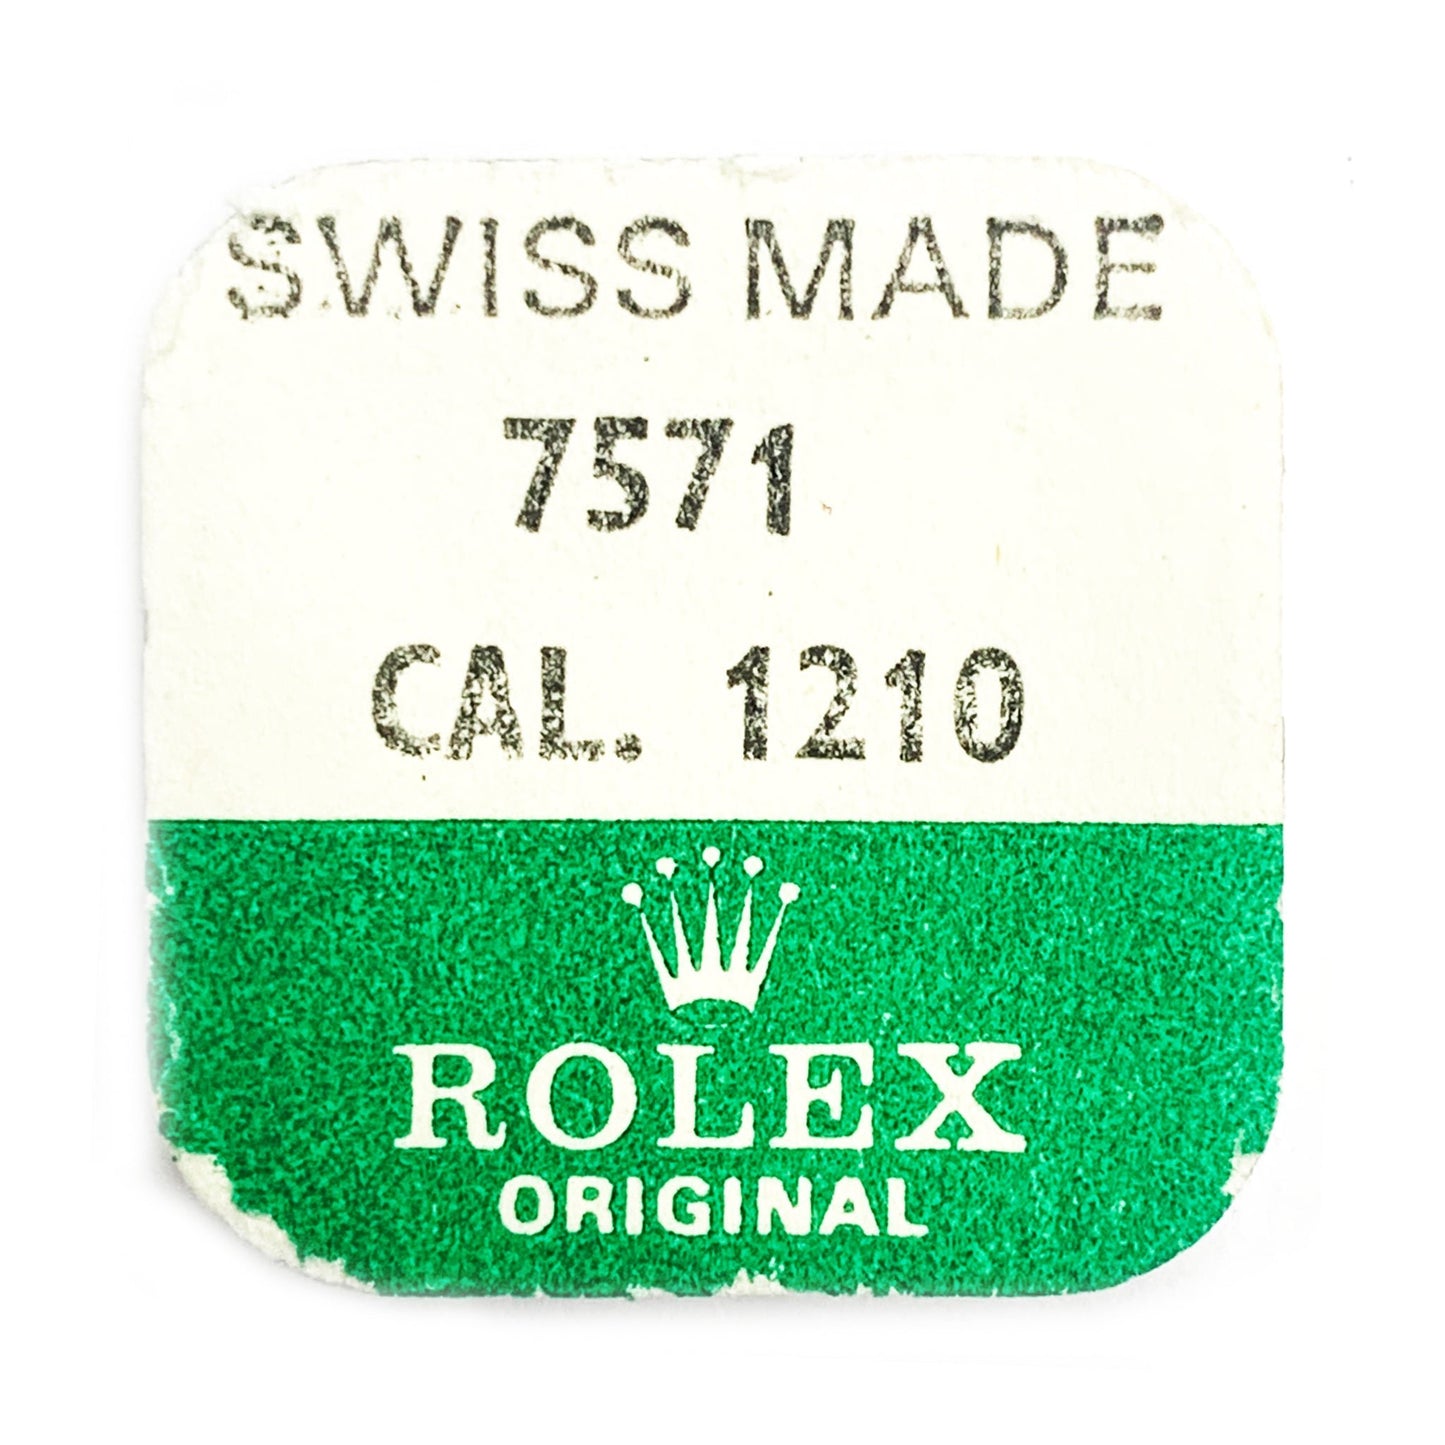 SWISS MADE
7571
CAL. 1210
ROLEX
ORIGINAL